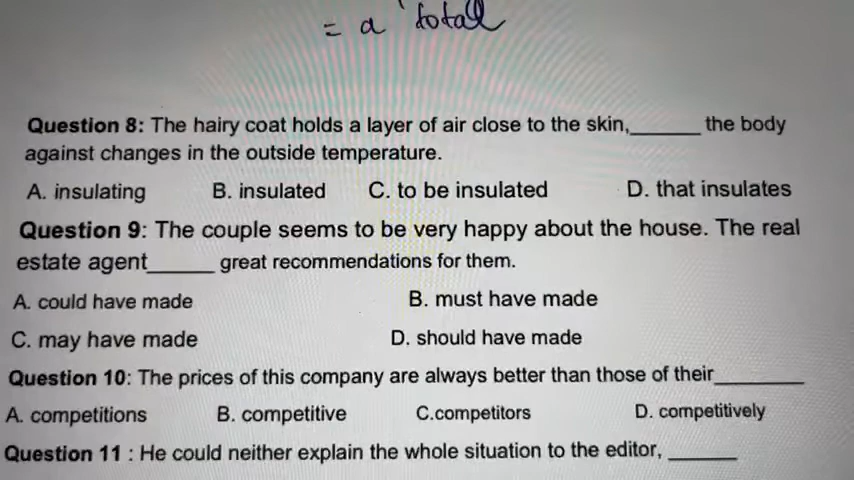 = a total
Question 8: The hairy coat holds a layer of air close to the skin,______ the body
against changes in the outside temperature.
A. insulating B. insulated C. to be insulated D. that insulates
Question 9: The couple seems to be very happy about the house. The real
estate agent______ great recommendations for them.
A. could have made B. must have made
C. may have made D. should have made
Question 10: The prices of this company are always better than those of their________
A. competitions B. competitive C.competitors D. competitively
Question 11 : He could neither explain the whole situation to the editor, ______